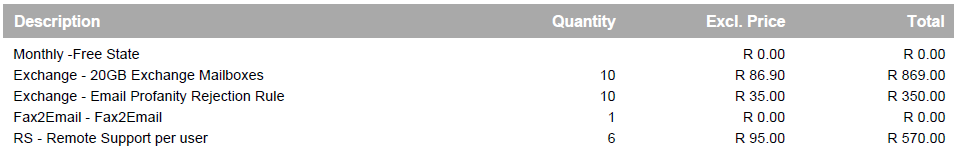 Description Quantity Excl. Price Total
Monthly -Free State R 0.00 R 0.00
Exchange - 20GB Exchange Mailboxes 10 R 86.90 R 869.00
Exchange - Email Profanity Rejection Rule 10 R 35.00 R 350.00
Fax2Email - Fax2Email 1 R 0.00 R 0.00
RS - Remote Support per user 6 R 95.00 R 570.00